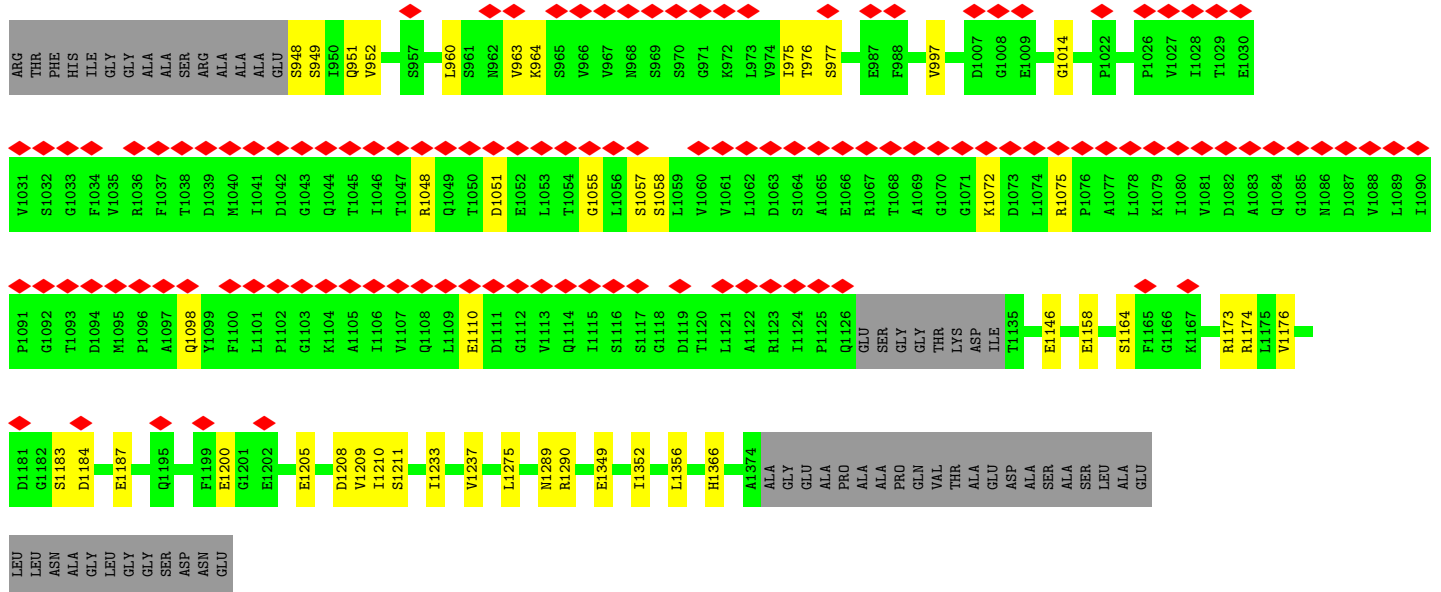 ARG THR PHE HIS ILE GLY GLY ALA ALA SER ARG ALA ALA ALA GLU S948 S949 I950 Q951 V952 S957 L960 S961 N962 V963 K964 S965 V966 V967 N968 S969 S970 G971 K972 L973 V974 I975 T976 S977 E987 F988 V997 D1007 G1008 E1009 G1014 P1022 P1026 V1027 I1028 T1029 E1030
V1031 S1032 G1033 F1034 V1035 R1036 F1037 T1038 D1039 M1040 I1041 D1042 G1043 Q1044 T1045 I1046 T1047 R1048 Q1049 T1050 D1051 E1052 L1053 T1054 G1055 L1056 S1057 S1058 L1059 V1060 V1061 L1062 D1063 S1064 A1065 E1066 R1067 T1068 A1069 G1070 G1071 K1072 D1073 L1074 R1075 P1076 A1077 L1078 K1079 I1080 V1081 D1082 A1083 Q1084 G1085 N1086 D1087 V1088 L1089 I1090
P1091 G1092 T1093 D1094 M1095 P1096 A1097 Q1098 Y1099 F1100 L1101 P1102 G1103 K1104 A1105 I1106 V1107 Q1108 L1109 E1110 D1111 G1112 V1113 Q1114 I1115 S1116 S1117 G1118 D1119 T1120 L1121 A1122 R1123 I1124 P1125 Q1126 GLU SER GLY GLY THR LYS ASP ILE T1135 E1146 E1158 S1164 F1165 G1166 K1167 R1173 R1174 L1175 V1176
D1181 G1182 S1183 D1184 E1187 Q1195 F1199 E1200 G1201 E1202 E1205 D1208 V1209 I1210 S1211 I1233 V1237 L1275 N1289 R1290 E1349 I1352 L1356 H1366 A1374 ALA GLY GLU ALA PRO ALA ALA PRO GLN VAL THR ALA GLU ASP ALA SER ALA SER LEU ALA GLU
LEU LEU ASN ALA GLY LEU GLY GLY SER ASP ASN GLU